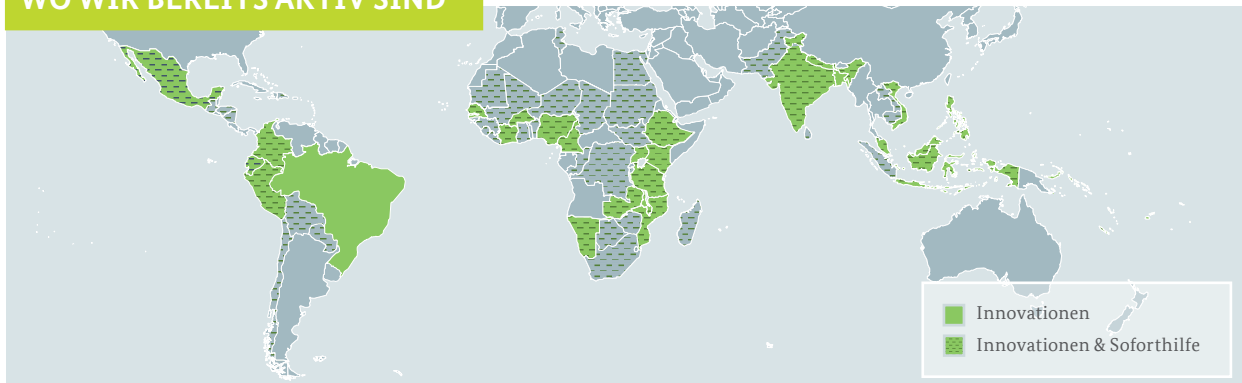 WO WIR BEREITS AKTIV SIND
Innovationen
Innovationen & Soforthilfe